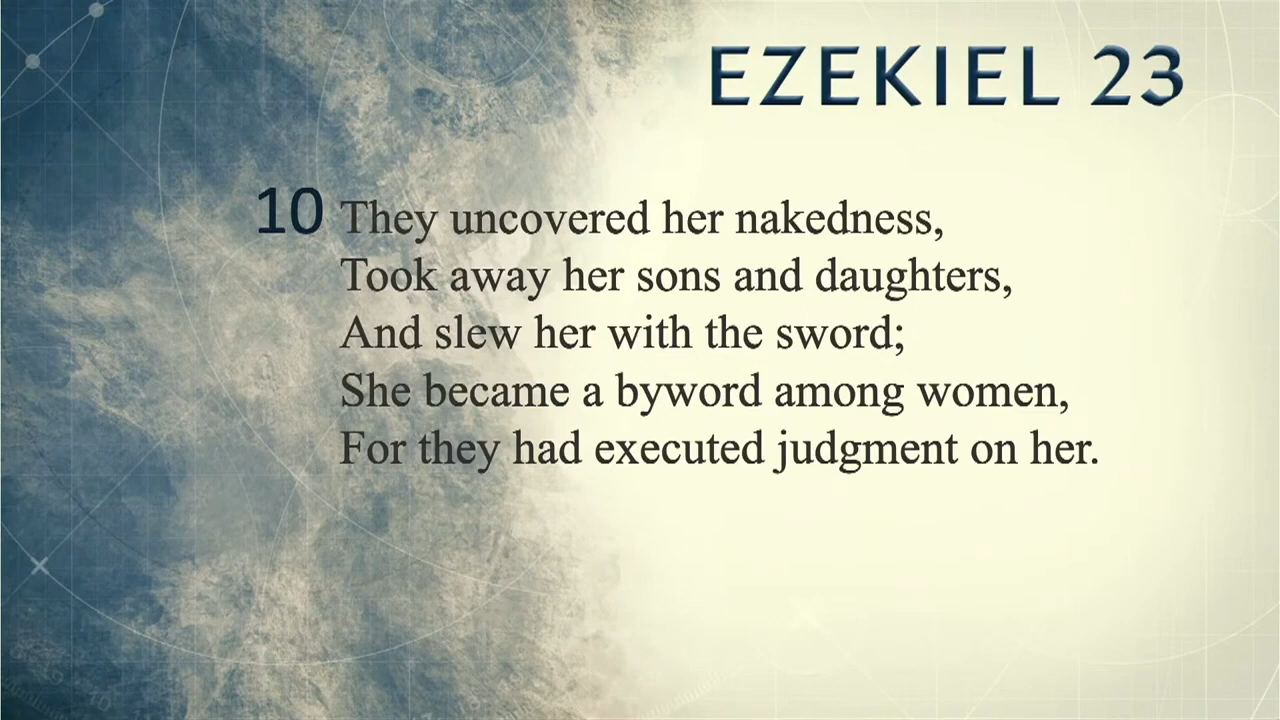 EZEKIEL 23
10 They uncovered her nakedness,
Took away her sons and daughters,
And slew her with the sword;
She became a byword among women,
For they had executed judgment on her.